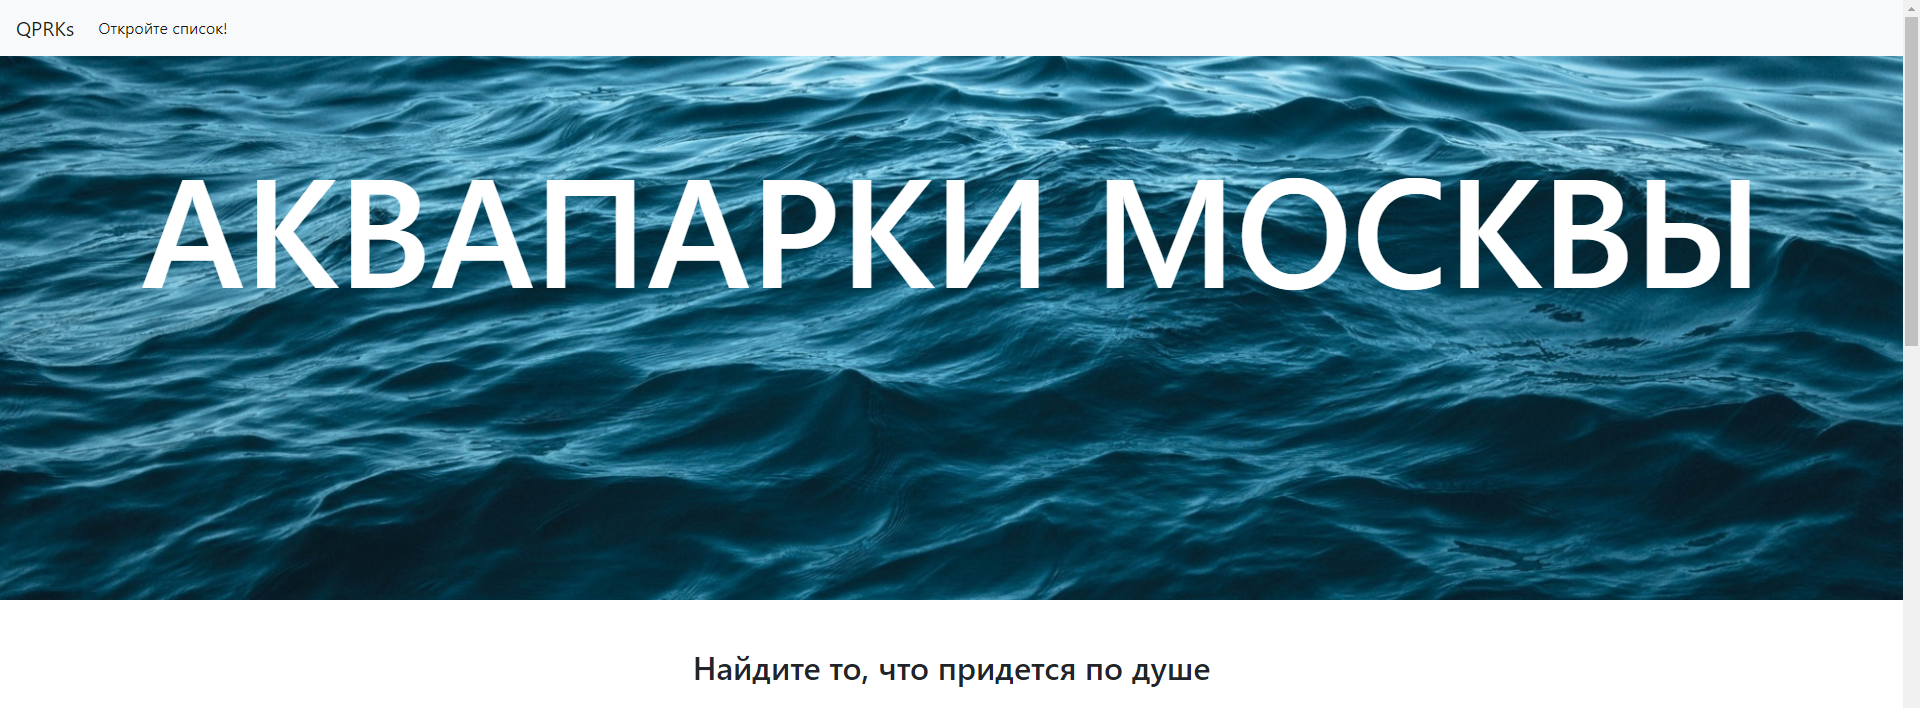 QPRKs Откройте список!
АКВАПАРКИ МОСКВЫ
Найдите то, что придется по душе